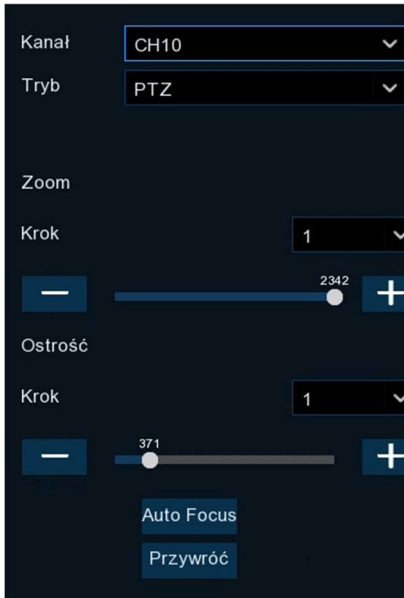 Kanał CH10
Tryb PTZ
Zoom
Krok 1
2342
Ostrość
Krok 1
371
Auto Focus
Przywróć